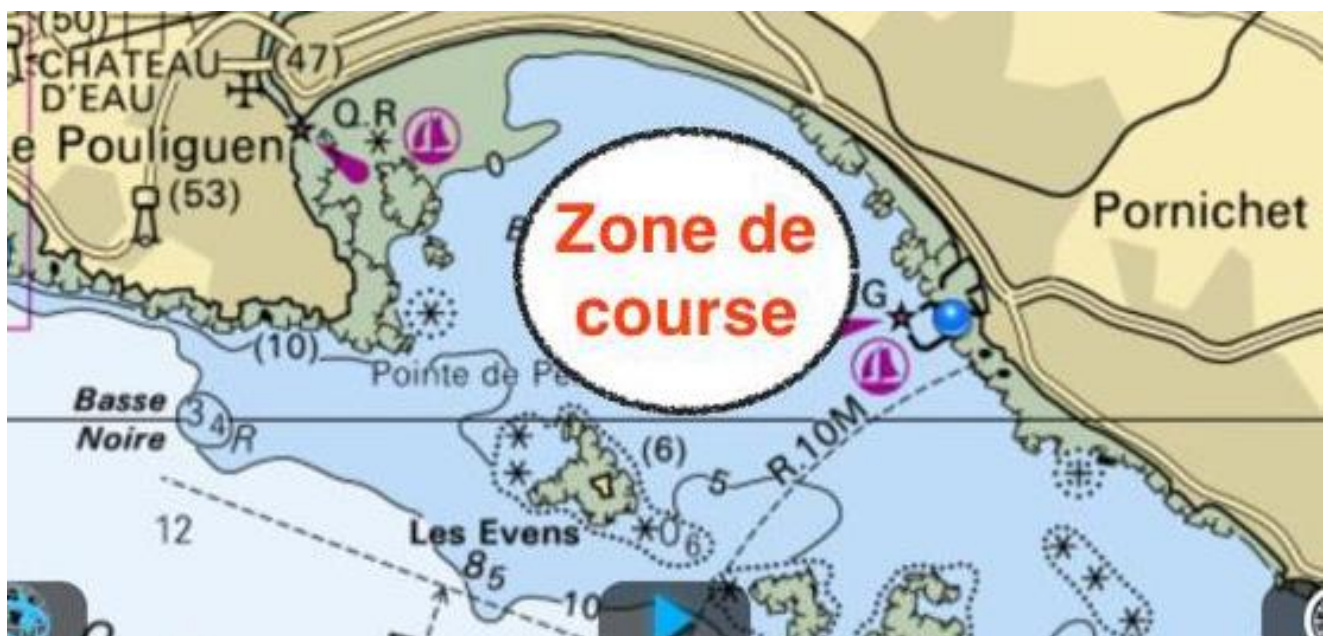 (50)
CHATEAU
D'EAU
(47)
Q.R
e Pouliguen
(53)
0
Zone de
course
Pornichet
G
(10)
Pointe de Pe
Basse
Noire
34
R
(6)
R.10M
5
12
Les Evens
06
85
10